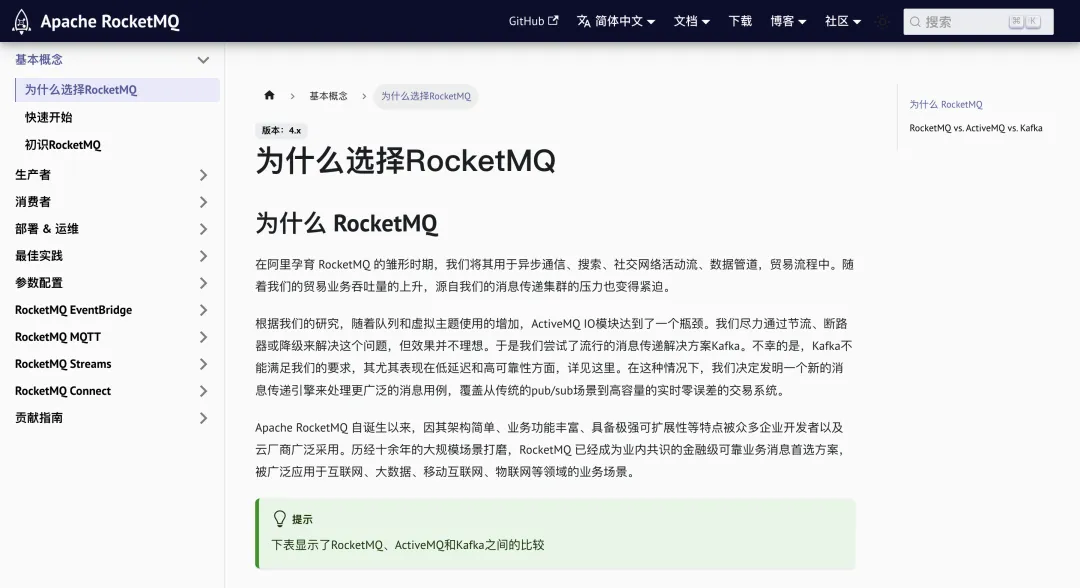 Apache RocketMQ
GitHub 简体中文 文档 下载 博客 社区 搜索 ⌘ K
基本概念
为什么选择RocketMQ
快速开始
初识RocketMQ
生产者
消费者
部署 & 运维
最佳实践
参数配置
RocketMQ EventBridge
RocketMQ MQTT
RocketMQ Streams
RocketMQ Connect
贡献指南
基本概念 为什么选择RocketMQ
版本：4.x
为什么选择RocketMQ
为什么 RocketMQ
在阿里孕育 RocketMQ 的雏形时期，我们将其用于异步通信、搜索、社交网络活动流、数据管道，贸易流程中。随
着我们的贸易业务吞吐量的上升，源自我们的消息传递集群的压力也变得紧迫。
根据我们的研究，随着队列和虚拟主题使用的增加，ActiveMQ IO模块达到了一个瓶颈。我们尽力通过节流、断路
器或降级来解决这个问题，但效果并不理想。于是我们尝试了流行的消息传递解决方案Kafka。不幸的是，Kafka不
能满足我们的要求，其尤其表现在低延迟和高可靠性方面，详见这里。在这种情况下，我们决定发明一个新的消
息传递引擎来处理更广泛的消息用例，覆盖从传统的pub/sub场景到高容量的实时零误差的交易系统。
Apache RocketMQ 自诞生以来，因其架构简单、业务功能丰富、具备极强可扩展性等特点被众多企业开发者以及
云厂商广泛采用。历经十余年的大规模场景打磨，RocketMQ 已经成为业内共识的金融级可靠业务消息首选方案，
被广泛应用于互联网、大数据、移动互联网、物联网等领域的业务场景。
提示
下表显示了RocketMQ、ActiveMQ和Kafka之间的比较
为什么 RocketMQ
RocketMQ vs. ActiveMQ vs. Kafka